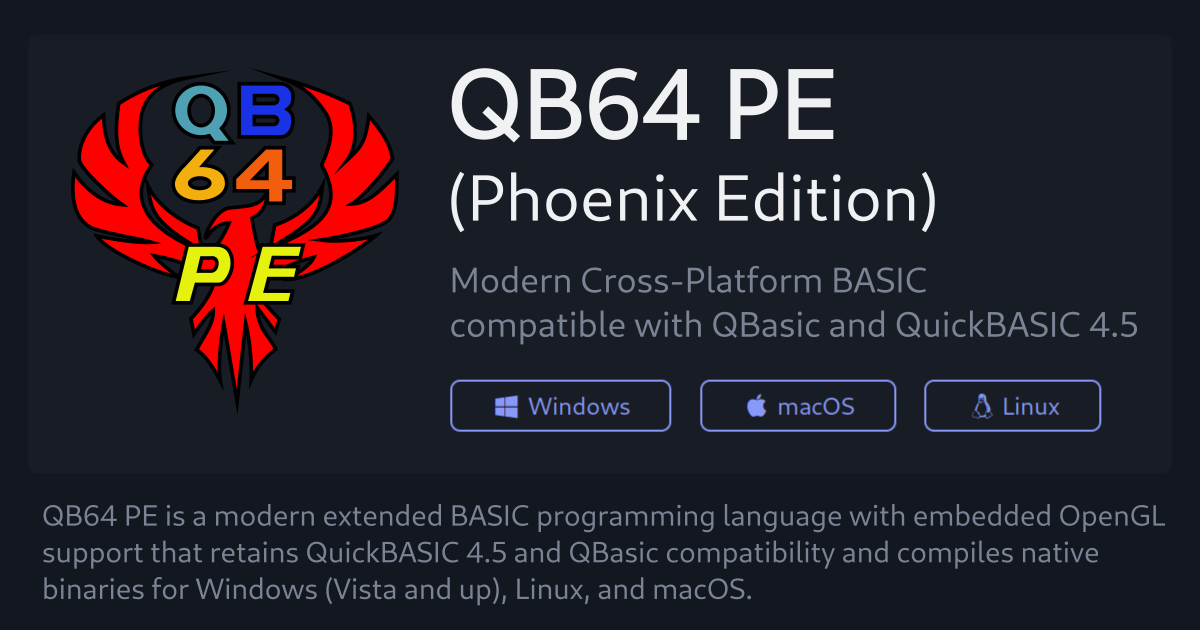 QB
64
PE
QB64 PE
(Phoenix Edition)
Modern Cross-Platform BASIC
compatible with QBasic and QuickBASIC 4.5
Windows
macOS
Linux
QB64 PE is a modern extended BASIC programming language with embedded OpenGL
support that retains QuickBASIC 4.5 and QBasic compatibility and compiles native
binaries for Windows (Vista and up), Linux, and macOS.